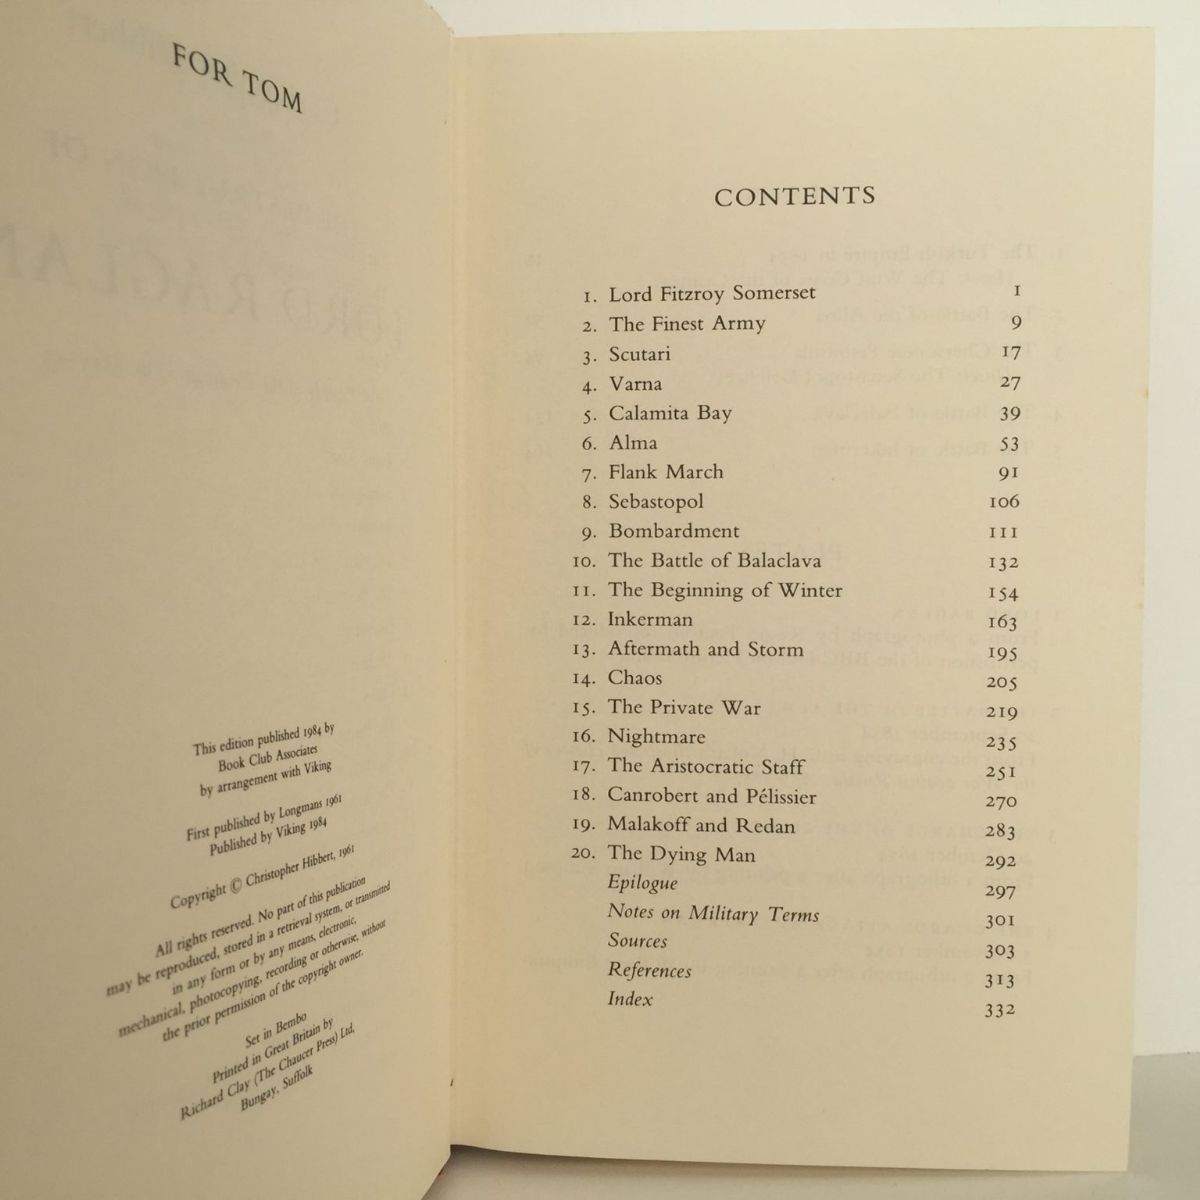 FOR TOM
This edition published 1984 by
Book Club Associates
by arrangement with Viking
First published by Longmans 1961
Published by Viking 1984
Copyright © Christopher Hibbert, 1961
All rights reserved. No part of this publication
may be reproduced, stored in a retrieval system, or transmitted
in any form or by any means, electronic,
mechanical, photocopying, recording or otherwise, without
the prior permission of the copyright owner.
Set in Bembo
Printed in Great Britain by
Richard Clay (The Chaucer Press) Ltd,
Bungay, Suffolk
CONTENTS
1. Lord Fitzroy Somerset 1
2. The Finest Army 9
3. Scutari 17
4. Varna 27
5. Calamita Bay 39
6. Alma 53
7. Flank March 91
8. Sebastopol 106
9. Bombardment 111
10. The Battle of Balaclava 132
11. The Beginning of Winter 154
12. Inkerman 163
13. Aftermath and Storm 195
14. Chaos 205
15. The Private War 219
16. Nightmare 235
17. The Aristocratic Staff 251
18. Canrobert and Pélissier 270
19. Malakoff and Redan 283
20. The Dying Man 292
Epilogue 297
Notes on Military Terms 301
Sources 303
References 313
Index 332